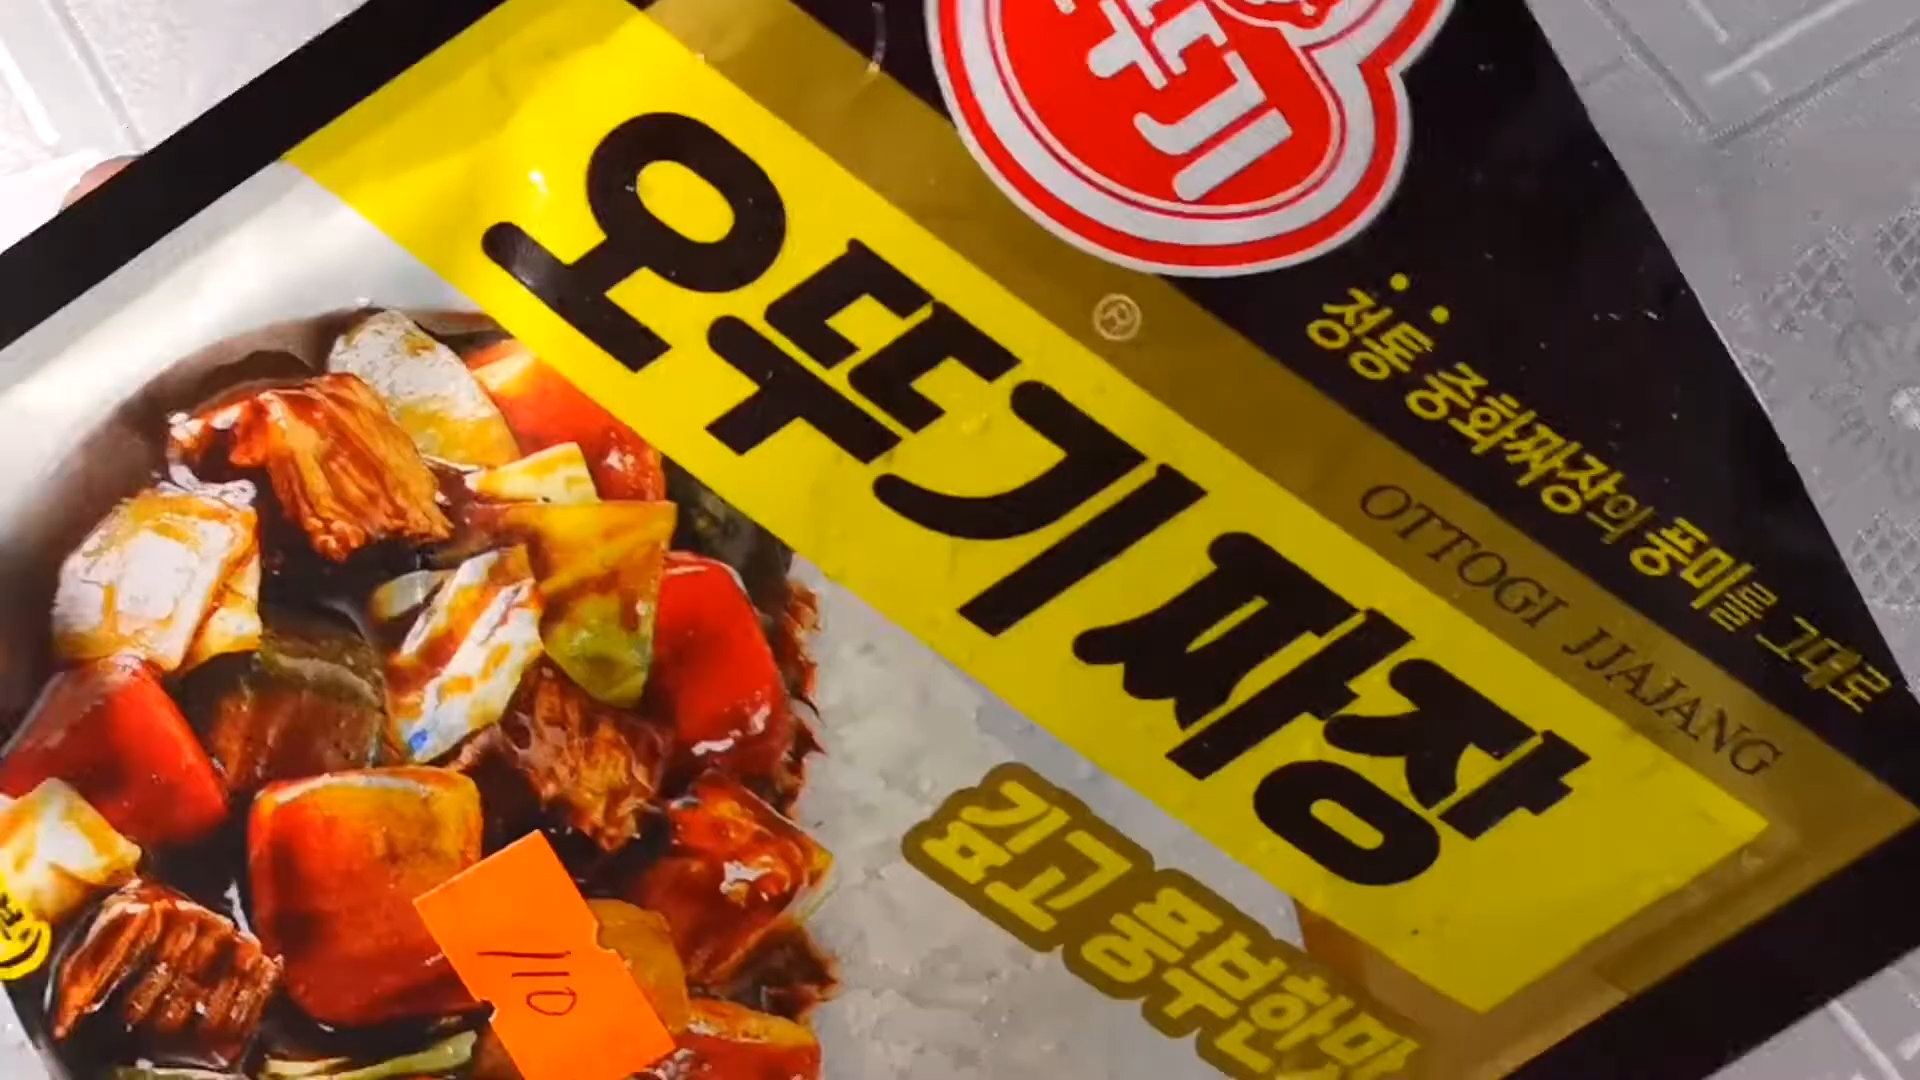 뚜기
®
정통 중화짜장의 풍미를 그대로
OTTOGI JJAJANG
오뚜기 짜장
깊고 풍부한 맛
110